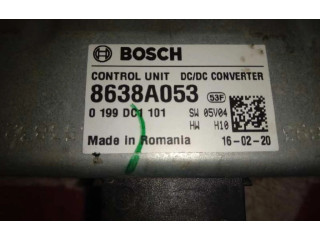 BOSCH
CONTROL UNIT DC/DC CONVERTER
8638A053 53F
0 199 DC1 101 SW 05V04
HW H10
Made in Romania 16-02-20